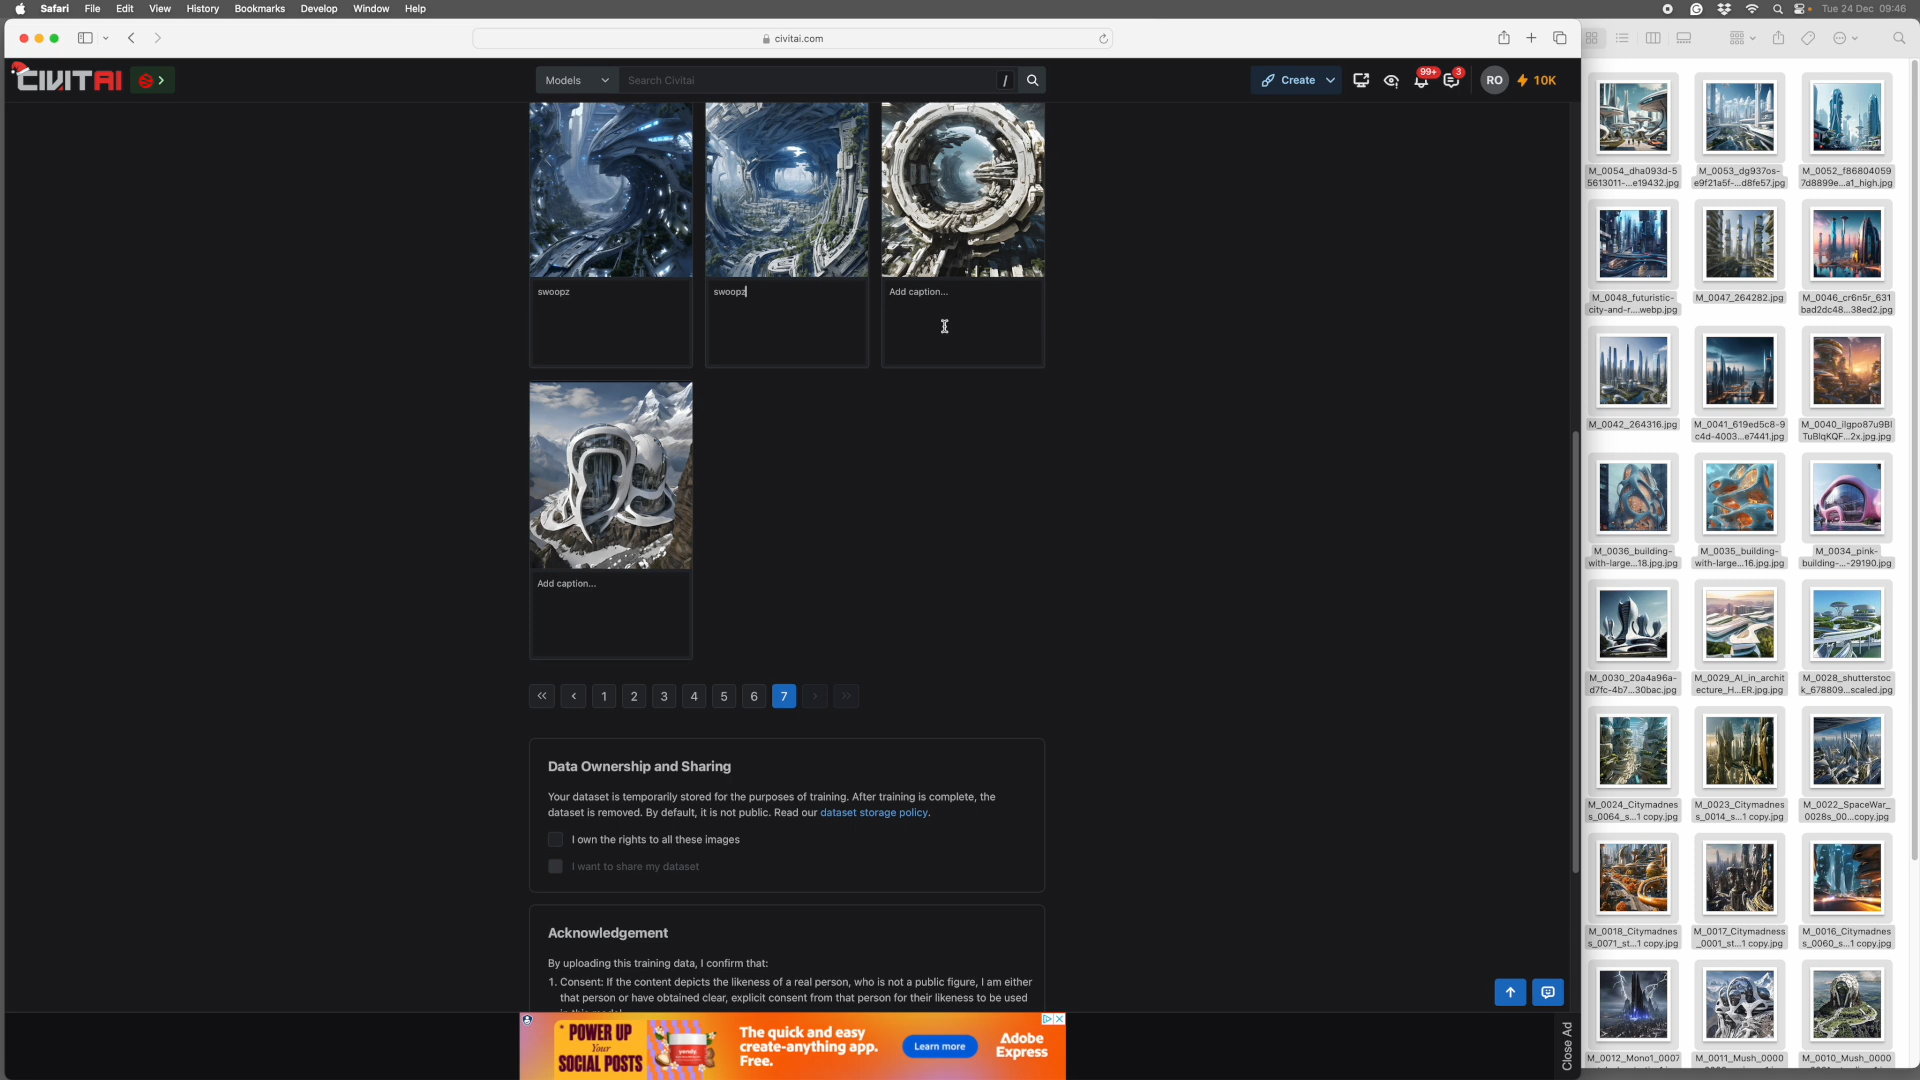 Safari File Edit View History Bookmarks Develop Window Help
Tue 24 Dec 09:46
civitai.com
CIVITAI
Models
Search Civitai
/
Create
99+
3
RO
10K
swoopz
swoopz
Add caption...
Add caption...
1 2 3 4 5 6 7
Data Ownership and Sharing
Your dataset is temporarily stored for the purposes of training. After training is complete, the
dataset is removed. By default, it is not public. Read our dataset storage policy.
I own the rights to all these images
I want to share my dataset
Acknowledgement
By uploading this training data, I confirm that:
1. Consent: If the content depicts the likeness of a real person, who is not a public figure, I am either
that person or have obtained clear, explicit consent from that person for their likeness to be used
POWER UP
Your
SOCIAL POSTS
The quick and easy
create-anything app.
Free.
Learn more
Adobe
Express
Close Ad
M_0054_dha093d-5
5613011-...e19432.jpg
M_0053_dg937os-
e9f21a5f-...d8fe57.jpg
M_0052_f86804059
7d8899e...a1_high.jpg
M_0048_futuristic-
city-and-r....webp.jpg
M_0047_264282.jpg
M_0046_cr6n5r_631
bad2dc48...38ed2.jpg
M_0042_264316.jpg
M_0041_619ed5c8-9
c4d-4003...e7441.jpg
M_0040_ilgpo87u9BI
TuBlqKQF...2x.jpg.jpg
M_0036_building-
with-large...18.jpg.jpg
M_0035_building-
with-large...16.jpg.jpg
M_0034_pink-
building-...-29190.jpg
M_0030_20a4a96a-
d7fc-4b7...30bac.jpg
M_0029_AI_in_archit
ecture_H...ER.jpg.jpg
M_0028_shutterstoc
k_678809...scaled.jpg
M_0024_Citymadnes
s_0064_s...1 copy.jpg
M_0023_Citymadnes
s_0014_s...1 copy.jpg
M_0022_SpaceWar_
0028s_00...copy.jpg
M_0018_Citymadnes
s_0071_st...1 copy.jpg
M_0017_Citymadness
_0001_st...1 copy.jpg
M_0016_Citymadnes
s_0060_s...1 copy.jpg
M_0012_Mono1_0007
M_0011_Mush_0000
M_0010_Mush_0000